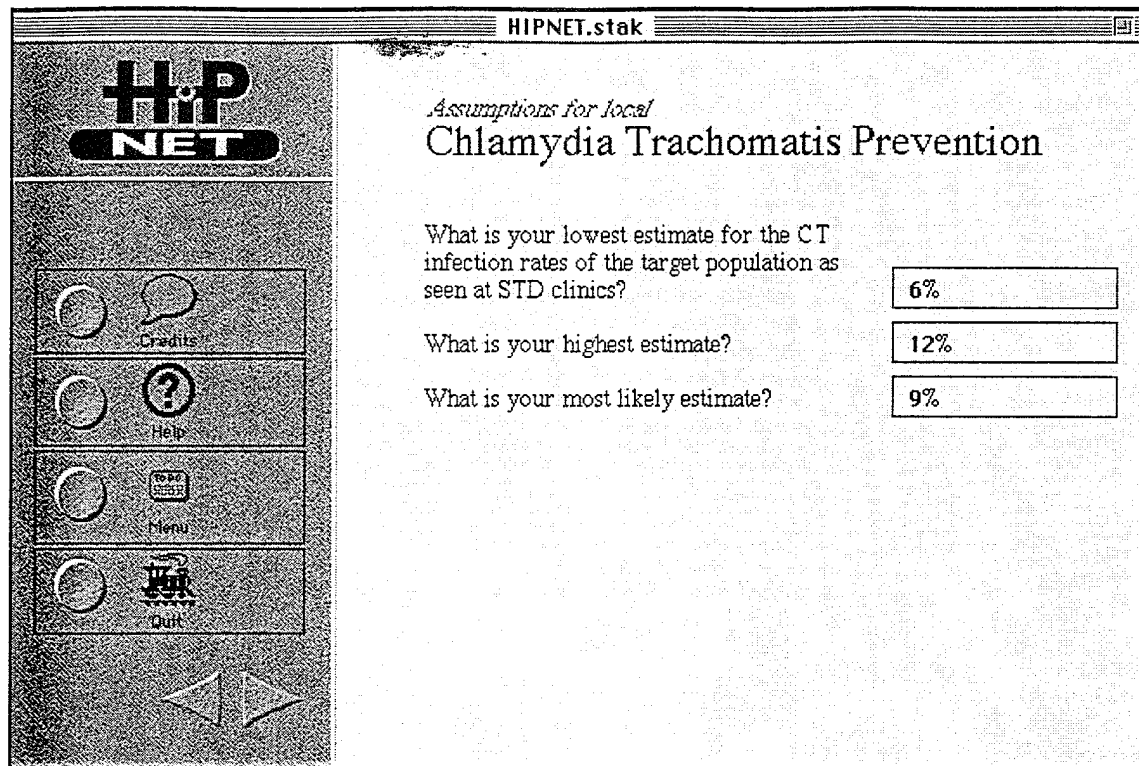 HIPNET.stak
HiP
NET
Assumptions for local
Chlamydia Trachomatis Prevention
What is your lowest estimate for the CT
infection rates of the target population as
seen at STD clinics?
6%
What is your highest estimate?
12%
What is your most likely estimate?
9%
Credits
?
Help
TO DO
Menu
Quit